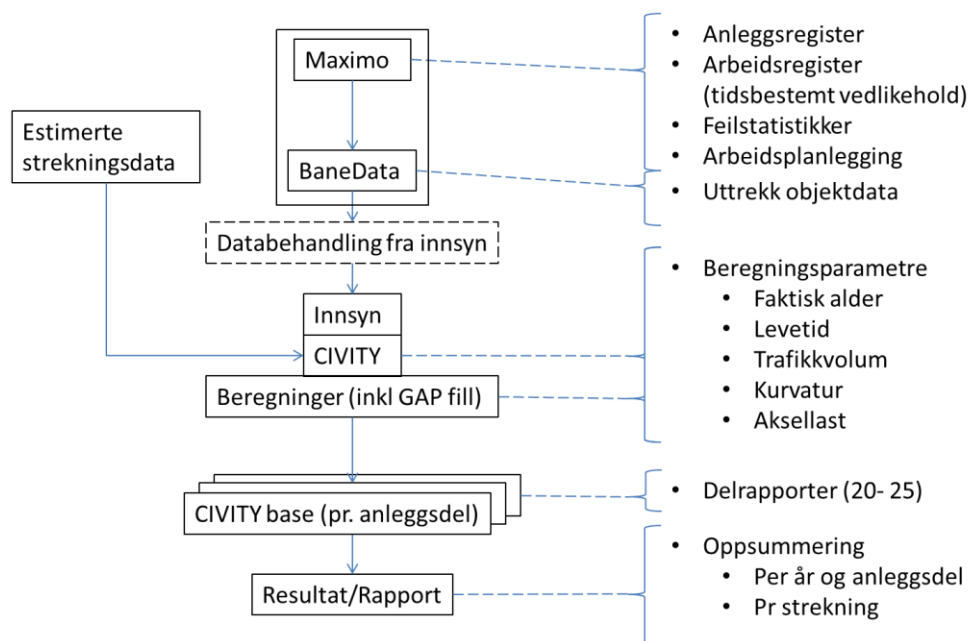 Maximo
Estimerte
strekningsdata
BaneData
Databehandling fra innsyn
Innsyn
CIVITY
Beregninger (inkl GAP fill)
CIVITY base (pr. anleggsdel)
Resultat/Rapport
• Anleggsregister
• Arbeidsregister
(tidsbestemt vedlikehold)
• Feilstatistikker
• Arbeidsplanlegging
• Uttrekk objektdata
• Beregningsparametre
• Faktisk alder
• Levetid
• Trafikkvolum
• Kurvatur
• Aksellast
• Delrapporter (20- 25)
• Oppsummering
• Per år og anleggsdel
• Pr strekning